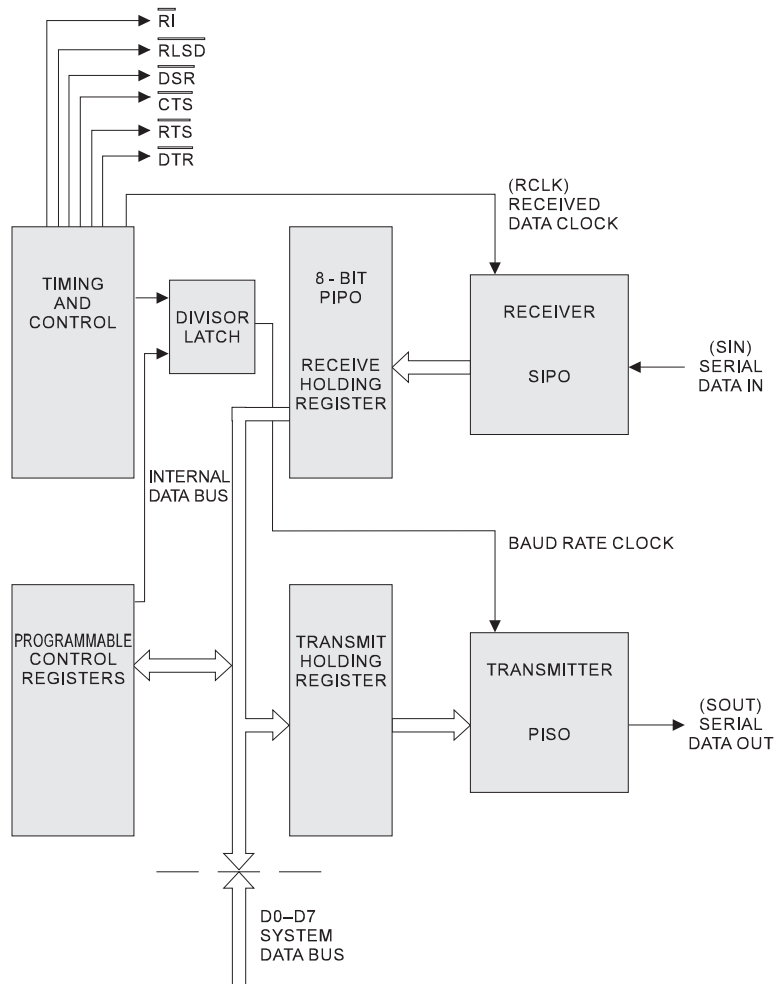 RI
RLSD
DSR
CTS
RTS
DTR
(RCLK)
RECEIVED
DATA CLOCK
TIMING
AND
CONTROL
DIVISOR
LATCH
8 - BIT
PIPO
RECEIVE
HOLDING
REGISTER
RECEIVER
SIPO
(SIN)
SERIAL
DATA IN
INTERNAL
DATA BUS
BAUD RATE CLOCK
PROGRAMMABLE
CONTROL
REGISTERS
TRANSMIT
HOLDING
REGISTER
TRANSMITTER
PISO
(SOUT)
SERIAL
DATA OUT
D0–D7
SYSTEM
DATA BUS